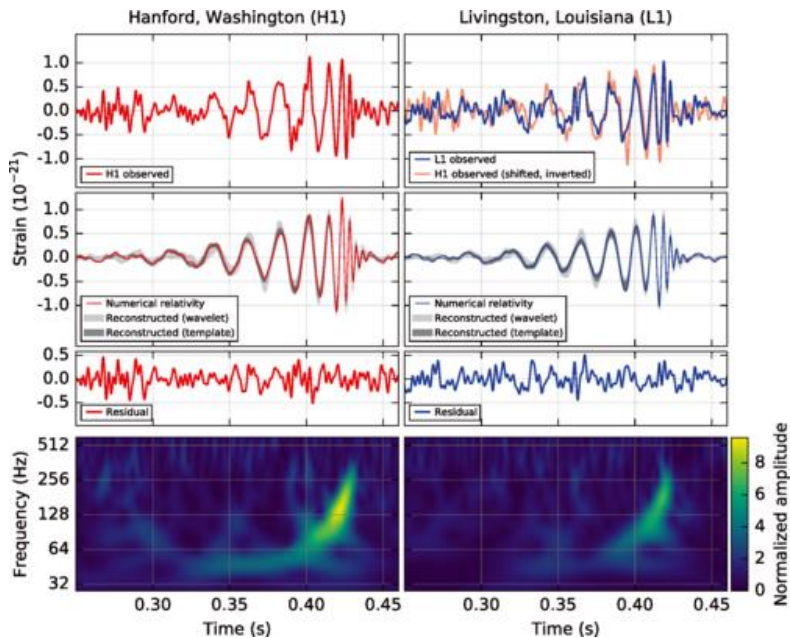 Hanford, Washington (H1)
Livingston, Louisiana (L1)
Strain (10⁻²¹)
1.0
0.5
0.0
-0.5
-1.0
H1 observed
L1 observed
H1 observed (shifted, inverted)
1.0
0.5
0.0
-0.5
-1.0
Numerical relativity
Reconstructed (wavelet)
Reconstructed (template)
Numerical relativity
Reconstructed (wavelet)
Reconstructed (template)
0.5
0.0
-0.5
Residual
Residual
Frequency (Hz)
512
256
128
64
32
0.30
0.35
0.40
0.45
Time (s)
0.30
0.35
0.40
0.45
Time (s)
8
6
4
2
0
Normalized amplitude